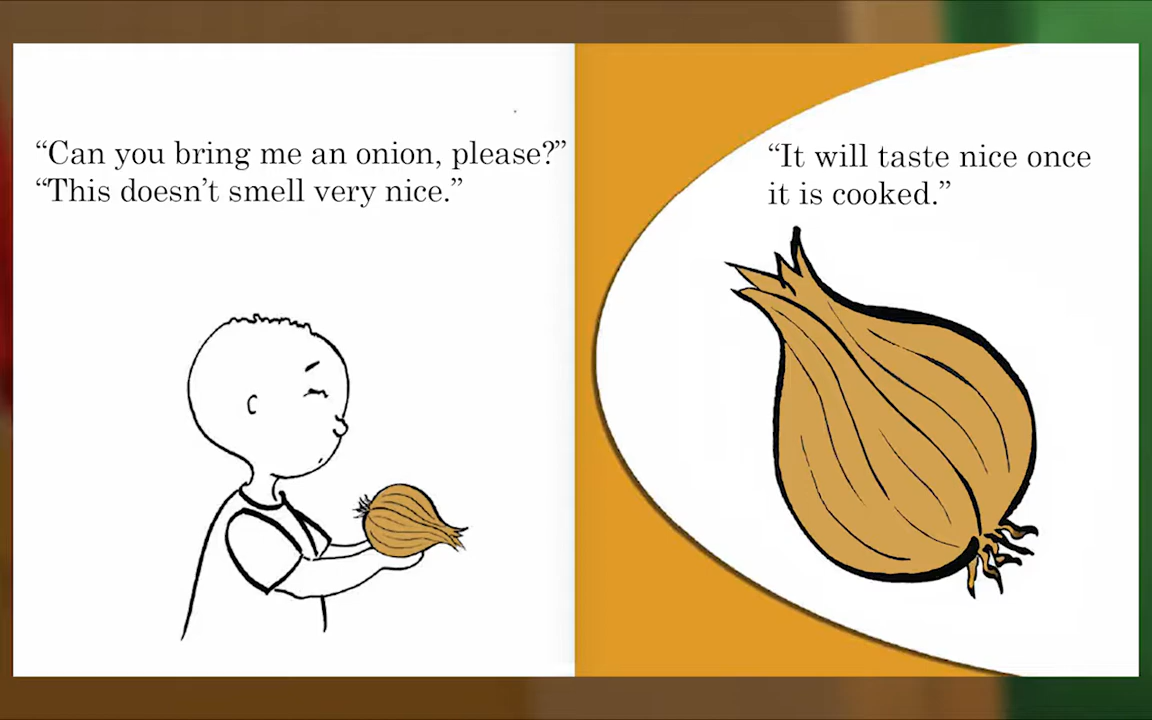 “Can you bring me an onion, please?”
“This doesn’t smell very nice.”
“It will taste nice once
it is cooked.”